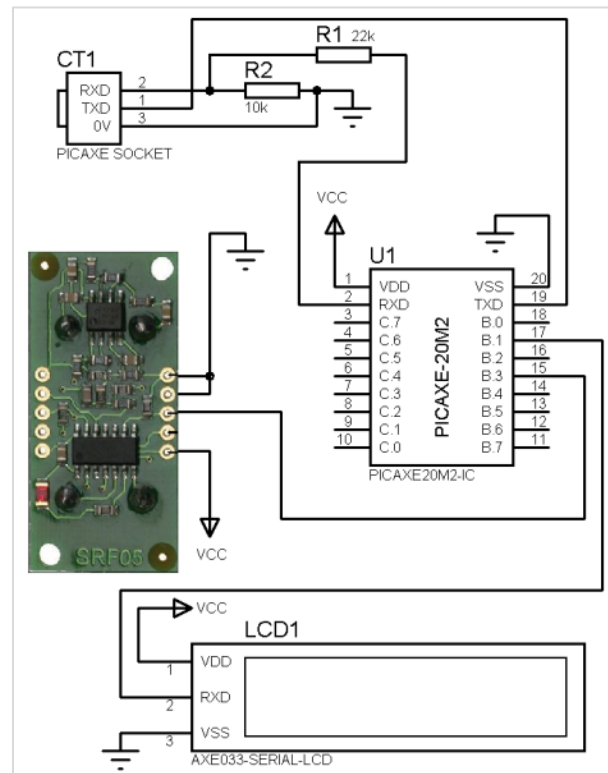 CT1
RXD 2
TXD 1
0V 3
PICAXE SOCKET
R1 22k
R2
10k
VCC
U1
1 VDD VSS 20
2 RXD TXD 19
3 C.7 B.0 18
4 C.6 B.1 17
5 C.5 B.2 16
6 C.4 B.3 15
7 C.3 B.4 14
8 C.2 B.5 13
9 C.1 B.6 12
10 C.0 B.7 11
PICAXE-20M2
PICAXE20M2-IC
SRF05
VCC
VCC
LCD1
1 VDD
2 RXD
3 VSS
AXE033-SERIAL-LCD